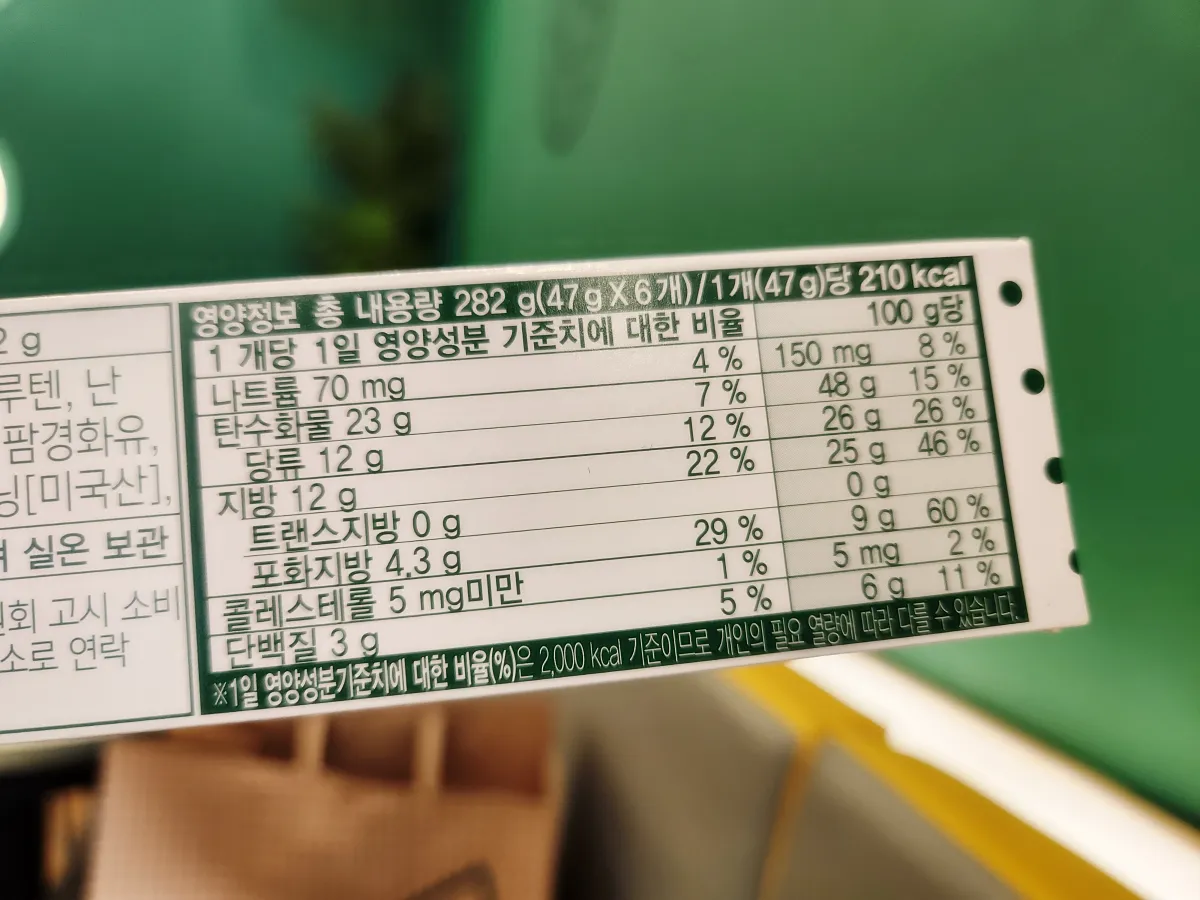 2 g
루텐, 난
팜경화유,
닝[미국산],
여 실온 보관
원회 고시 소비
소로 연락
영양정보 총 내용량 282 g(47 g X 6개)/1개(47 g)당 210 kcal
1 개당 1일 영양성분 기준치에 대한 비율 100 g당
나트륨 70 mg 4 % 150 mg 8 %
탄수화물 23 g 7 % 48 g 15 %
당류 12 g 12 % 26 g 26 %
지방 12 g 22 % 25 g 46 %
트랜스지방 0 g 0 g
포화지방 4.3 g 29 % 9 g 60 %
콜레스테롤 5 mg미만 1 % 5 mg 2 %
단백질 3 g 5 % 6 g 11 %
※1일 영양성분기준치에 대한 비율(%)은 2,000 kcal 기준이므로 개인의 필요 열량에 따라 다를 수 있습니다.